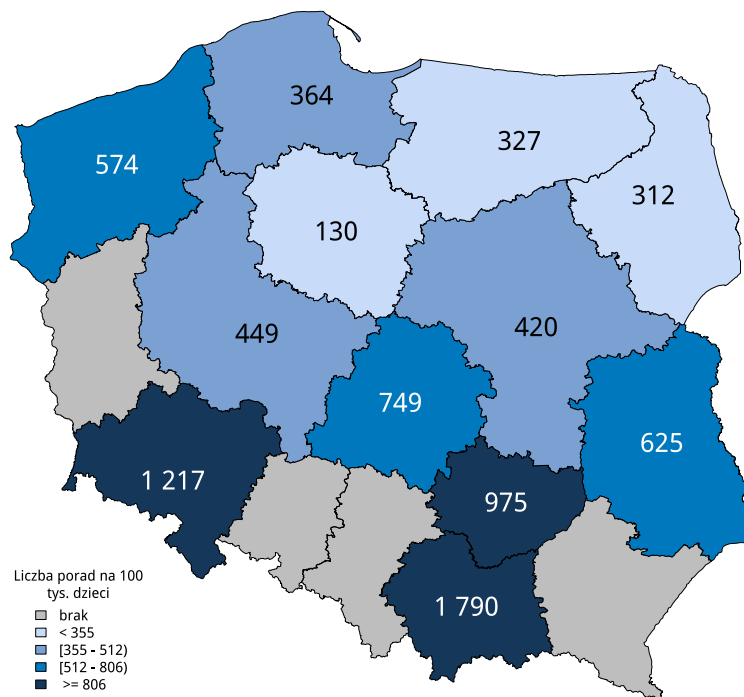 364
327
574
312
130
420
449
749
625
1 217
975
1 790
Liczba porad na 100
tys. dzieci
brak
< 355
[355 - 512)
[512 - 806)
>= 806